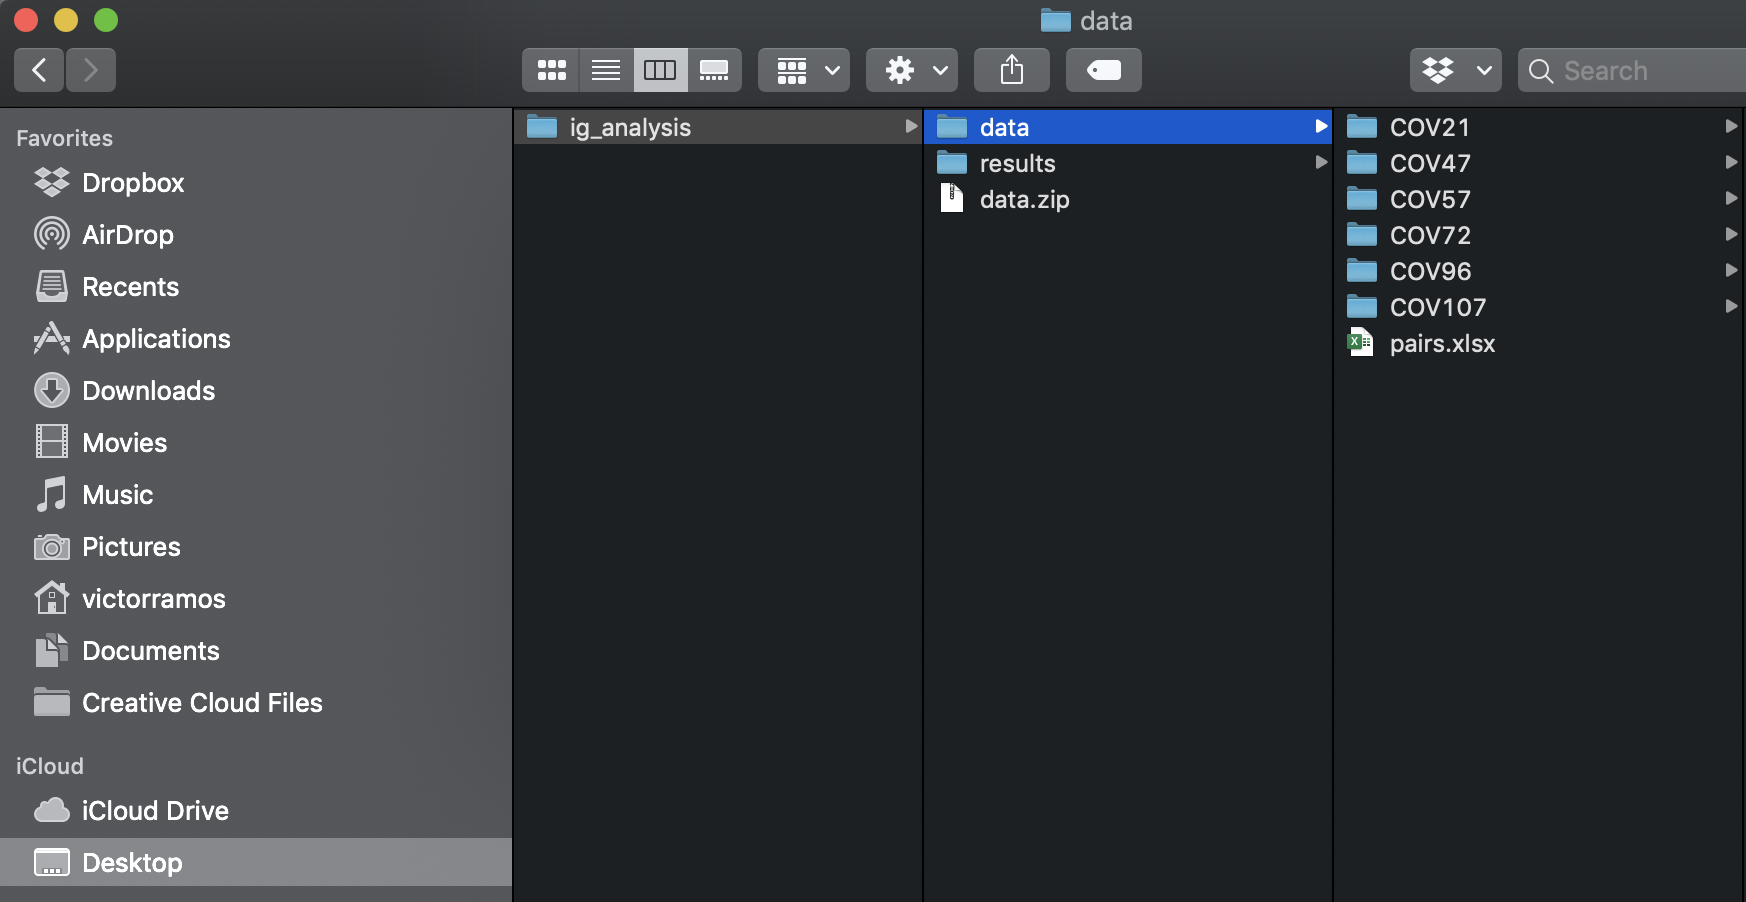 data
Search
Favorites
Dropbox
AirDrop
Recents
Applications
Downloads
Movies
Music
Pictures
victorramos
Documents
Creative Cloud Files
iCloud
iCloud Drive
Desktop
ig_analysis
data
results
data.zip
COV21
COV47
COV57
COV72
COV96
COV107
pairs.xlsx